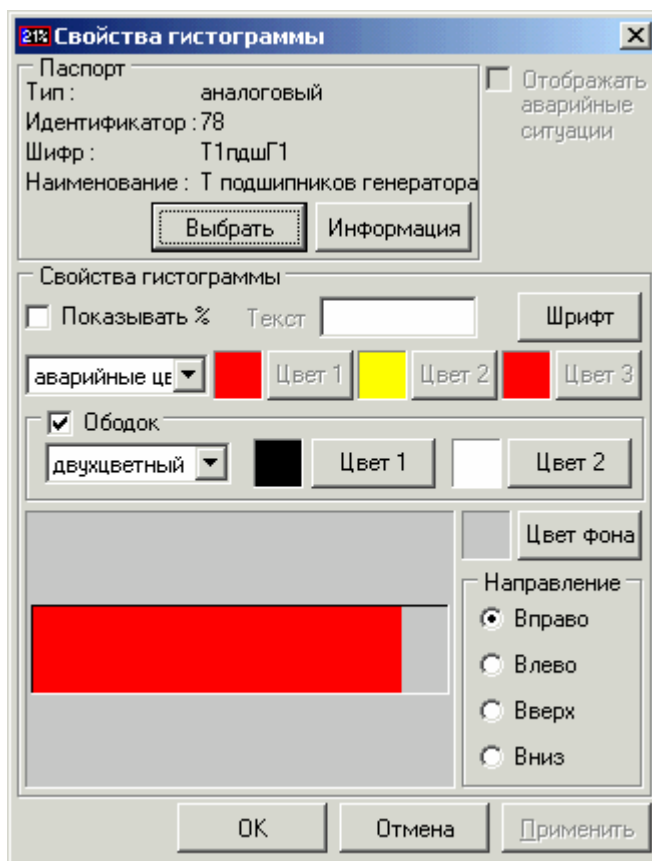 21% Свойства гистограммы
Паспорт
Тип : аналоговый
Идентификатор : 78
Шифр : Т1пдшГ1
Наименование : Т подшипников генератора
Выбрать Информация
Отображать
аварийные
ситуации
Свойства гистограммы
Показывать % Текст Шрифт
аварийные цв Цвет 1 Цвет 2 Цвет 3
Ободок
двухцветный Цвет 1 Цвет 2
Цвет фона
Направление
Вправо
Влево
Вверх
Вниз
OK Отмена Применить